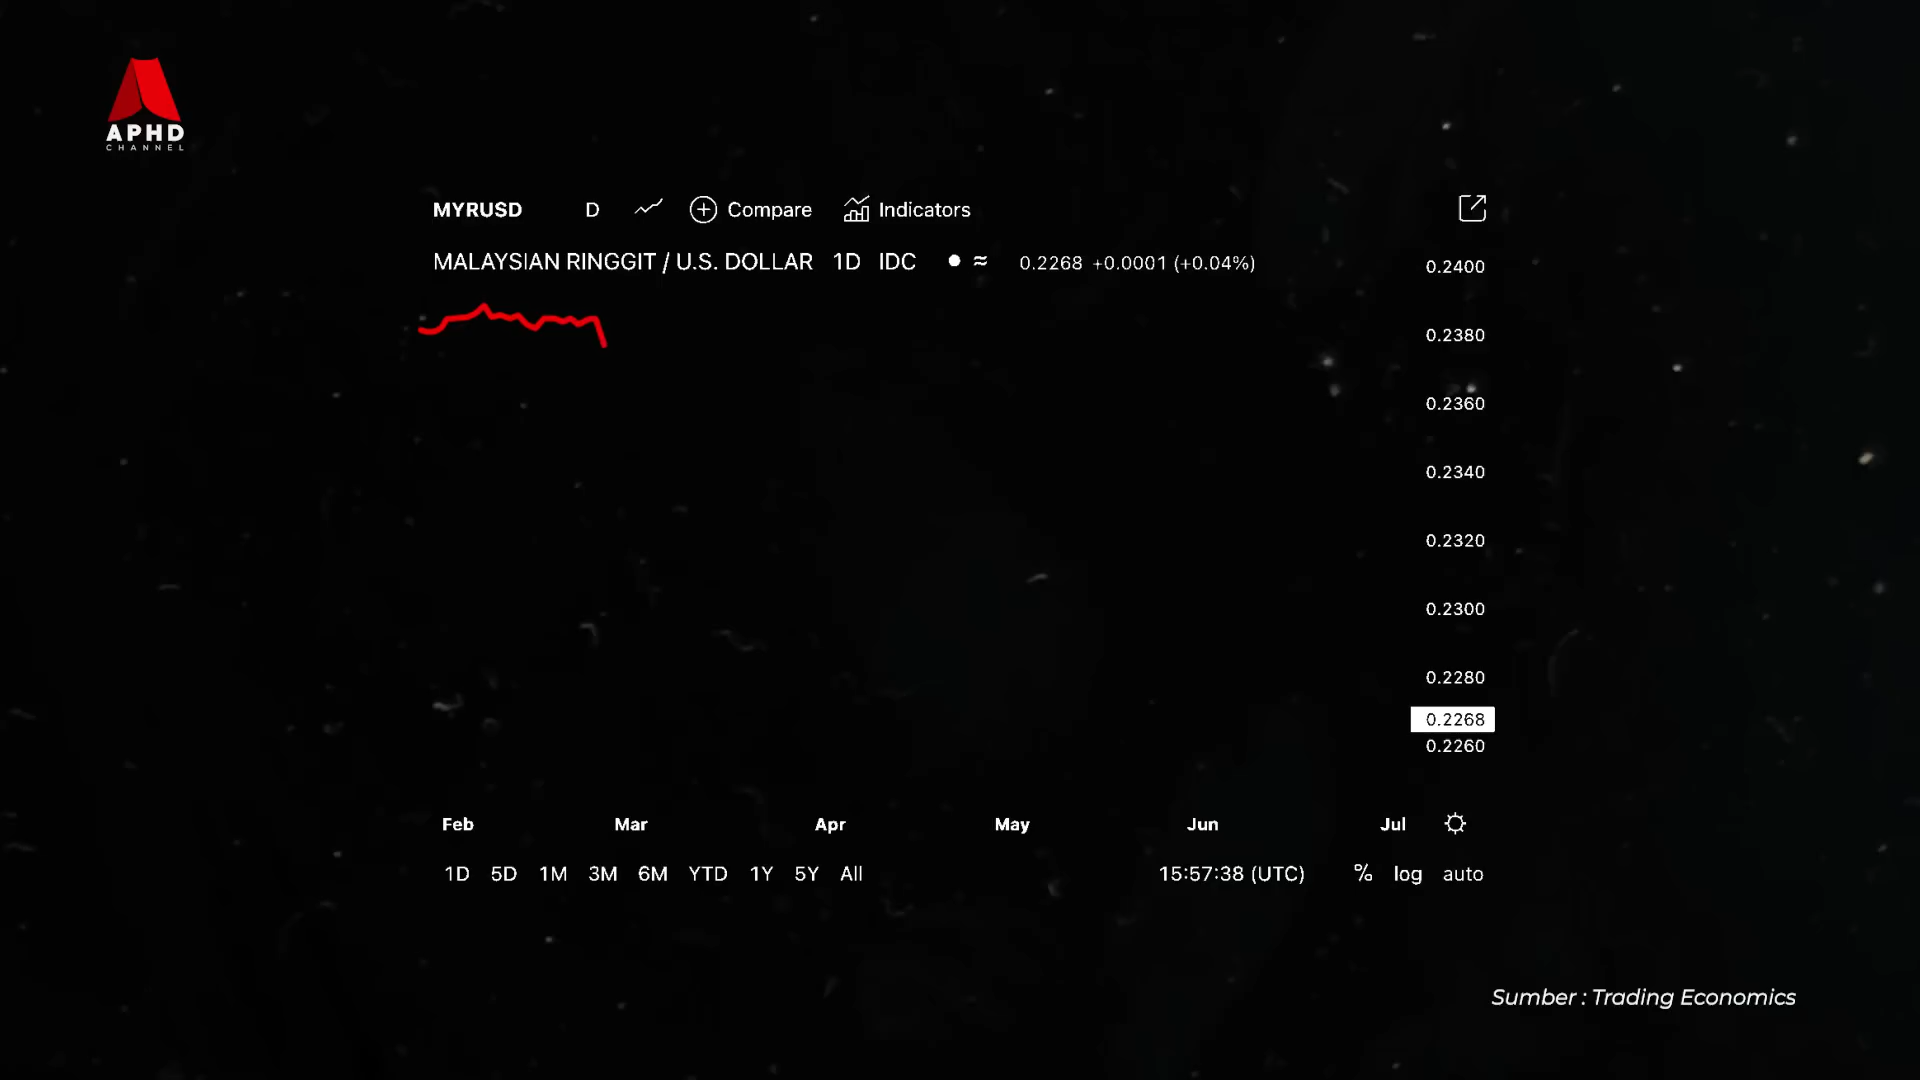 APHD
CHANNEL
MYRUSD D Compare Indicators
MALAYSIAN RINGGIT / U.S. DOLLAR 1D IDC ≈ 0.2268 +0.0001 (+0.04%)
0.2400
0.2380
0.2360
0.2340
0.2320
0.2300
0.2280
0.2268
0.2260
Feb Mar Apr May Jun Jul
1D 5D 1M 3M 6M YTD 1Y 5Y All 15:57:38 (UTC) % log auto
Sumber : Trading Economics